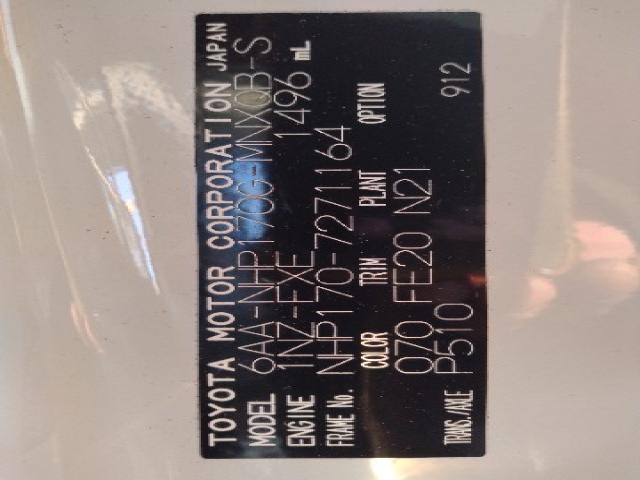 TOYOTA MOTOR CORPORATION JAPAN
MODEL 6AA-NHP170G-MNXQB-S
ENGINE 1NZ-FXE 1496 mL
FRAME No. NHP170-7271164
COLOR TRIM PLANT OPTION
070 FE20 N21
TRANS./AXLE P510 912